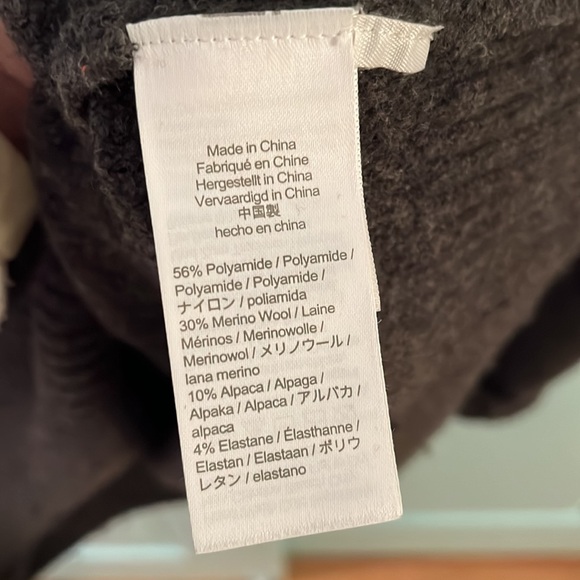 Made in China
Fabriqué en Chine
Hergestellt in China
Vervaardigd in China
中国製
hecho en china
56% Polyamide / Polyamide /
Polyamide / Polyamide /
ナイロン / poliamida
30% Merino Wool / Laine
Mérinos / Merinowolle /
Merinowol / メリノウール /
lana merino
10% Alpaca / Alpaga /
Alpaka / Alpaca / アルパカ /
alpaca
4% Elastane / Élasthanne /
Elastan / Elastaan / ポリウ
レタン / elastano